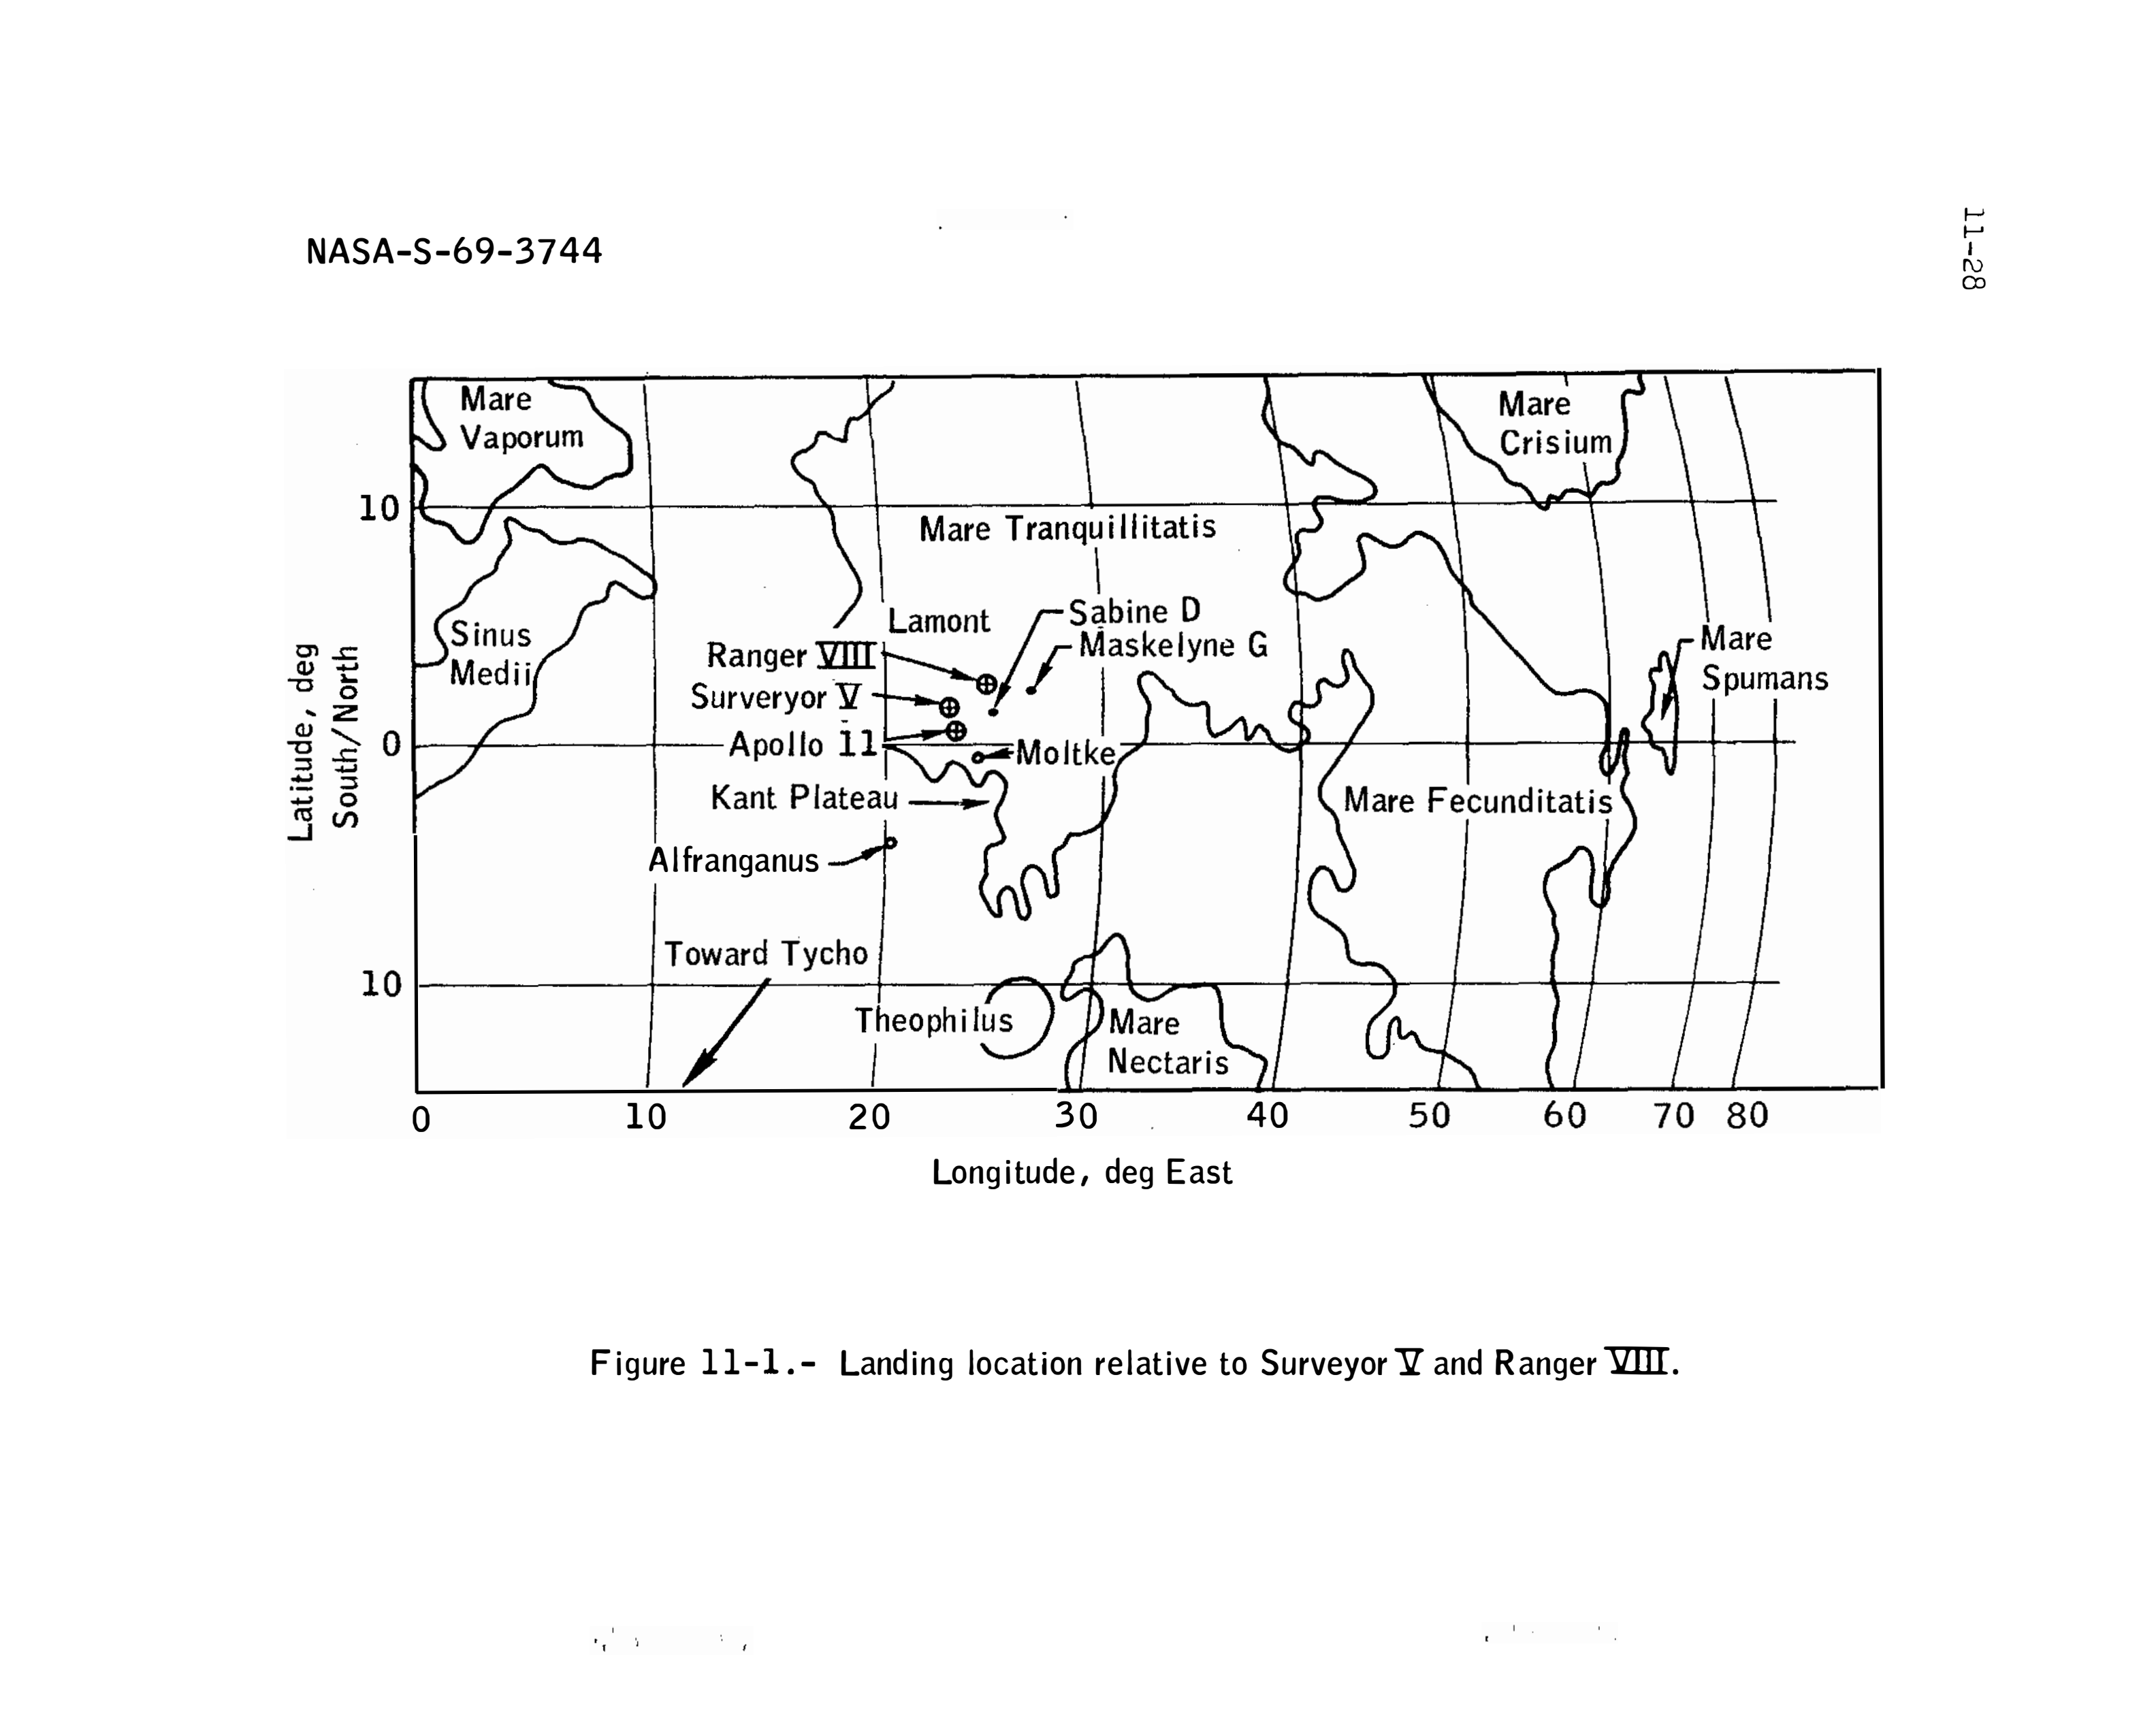 NASA-S-69-3744
11-28
Mare
Vaporum
Mare
Crisium
10
Mare Tranquillitatis
Sinus
Medii
Lamont
Sabine D
Maskelyne G
Ranger VIII
Surveryor V
Mare
Spumans
0
Apollo 11
Moltke
Kant Plateau
Mare Fecunditatis
Alfranganus
Latitude, deg
South/North
Toward Tycho
10
Theophilus
Mare
Nectaris
0 10 20 30 40 50 60 70 80
Longitude, deg East
Figure 11-1.- Landing location relative to Surveyor V and Ranger VIII.